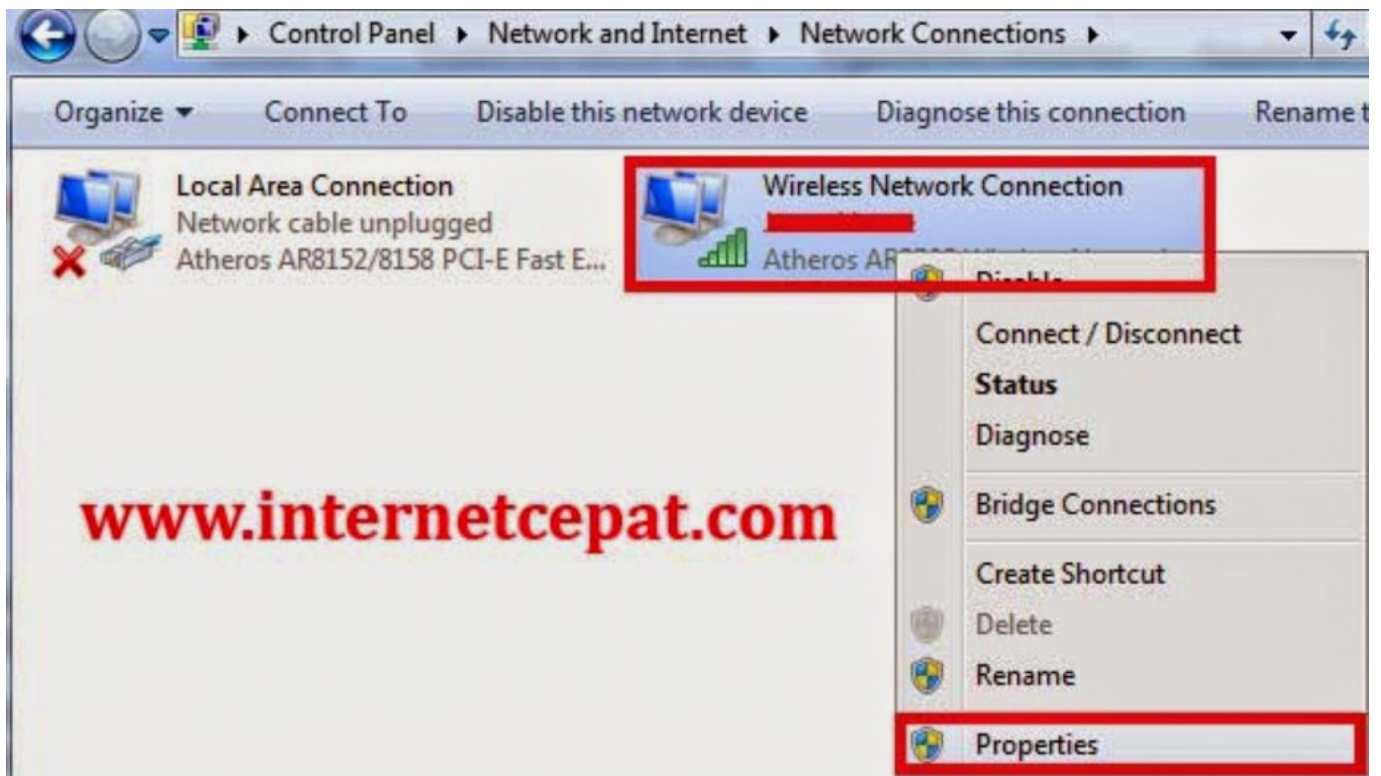 Control Panel Network and Internet Network Connections
Organize Connect To Disable this network device Diagnose this connection Rename t
Local Area Connection
Network cable unplugged
Atheros AR8152/8158 PCI-E Fast E...
Wireless Network Connection
Atheros
Disable
Connect / Disconnect
Status
Diagnose
Bridge Connections
Create Shortcut
Delete
Rename
Properties
www.internetcepat.com